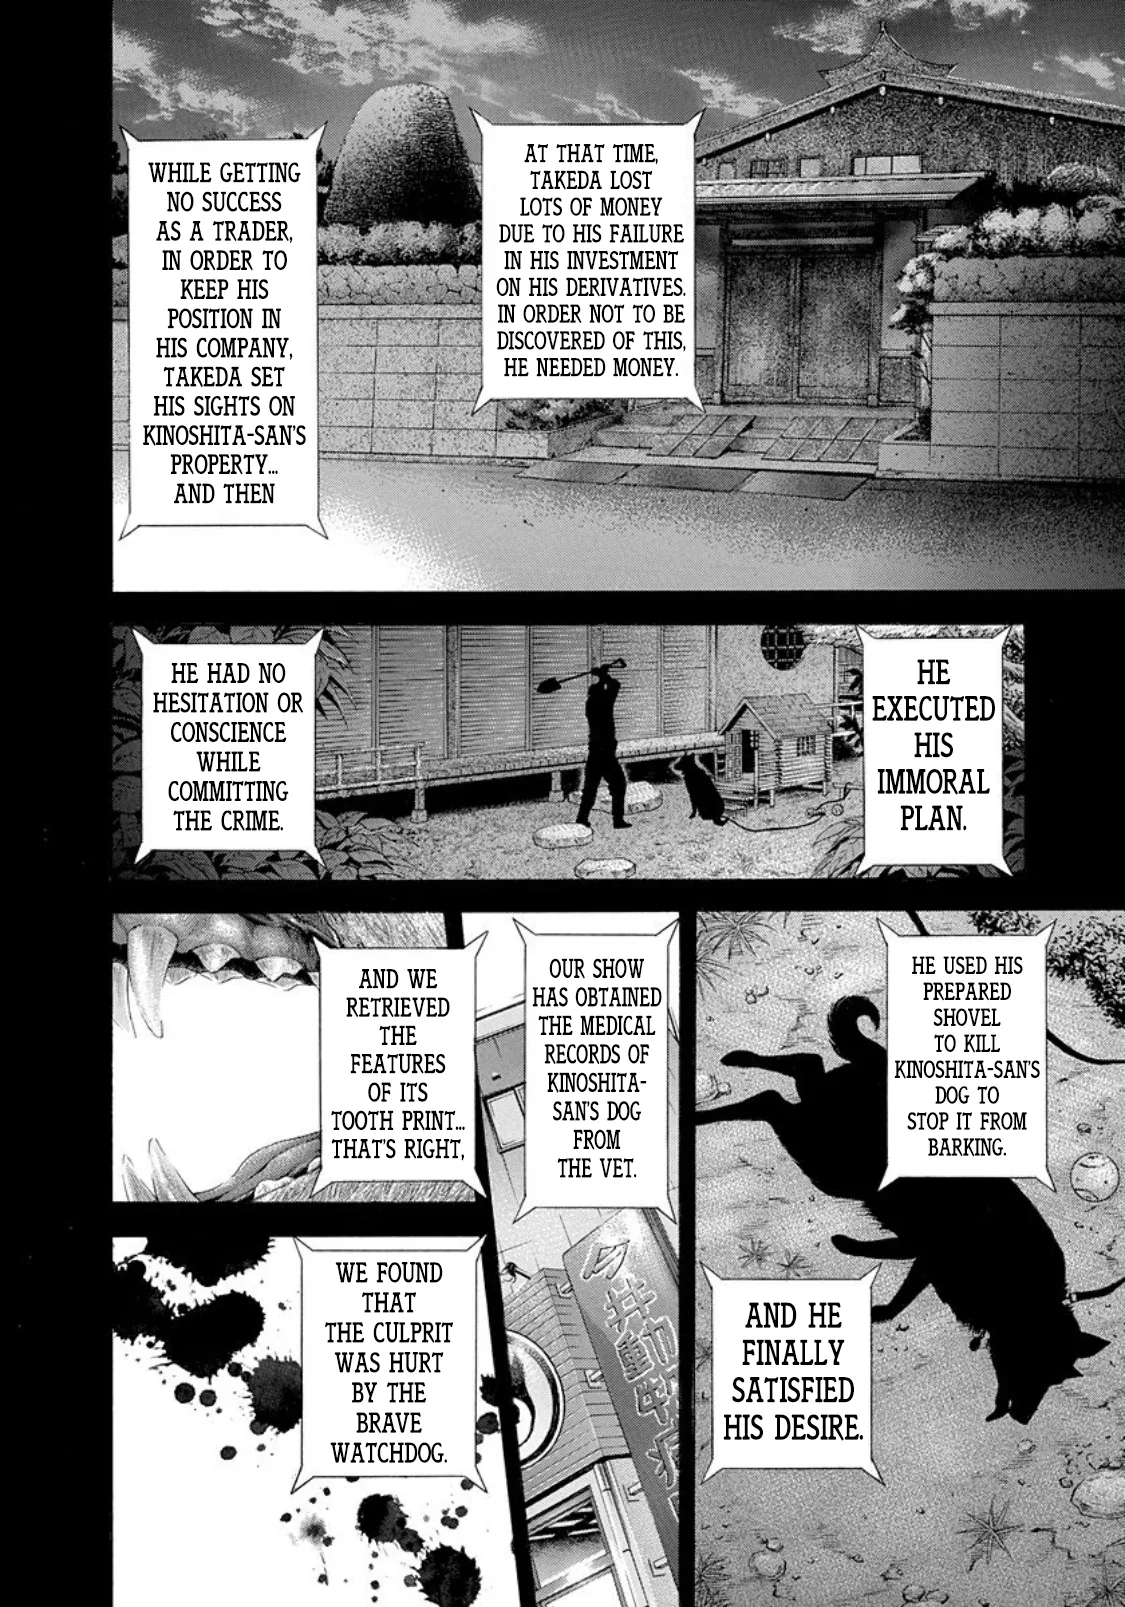 AT THAT TIME,
TAKEDA LOST
LOTS OF MONEY
DUE TO HIS FAILURE
IN HIS INVESTMENT
ON HIS DERIVATIVES.
IN ORDER NOT TO BE
DISCOVERED OF THIS,
HE NEEDED MONEY.
WHILE GETTING
NO SUCCESS
AS A TRADER,
IN ORDER TO
KEEP HIS
POSITION IN
HIS COMPANY,
TAKEDA SET
HIS SIGHTS ON
KINOSHITA-SAN'S
PROPERTY...
AND THEN
HE
EXECUTED
HIS
IMMORAL
PLAN.
HE HAD NO
HESITATION OR
CONSCIENCE
WHILE
COMMITTING
THE CRIME.
HE USED HIS
PREPARED
SHOVEL
TO KILL
KINOSHITA-SAN'S
DOG TO
STOP IT FROM
BARKING.
AND HE
FINALLY
SATISFIED
HIS DESIRE.
OUR SHOW
HAS OBTAINED
THE MEDICAL
RECORDS OF
KINOSHITA-
SAN'S DOG
FROM
THE VET.
AND WE
RETRIEVED
THE
FEATURES
OF ITS
TOOTH PRINT...
THAT'S RIGHT,
WE FOUND
THAT
THE CULPRIT
WAS HURT
BY THE
BRAVE
WATCHDOG.